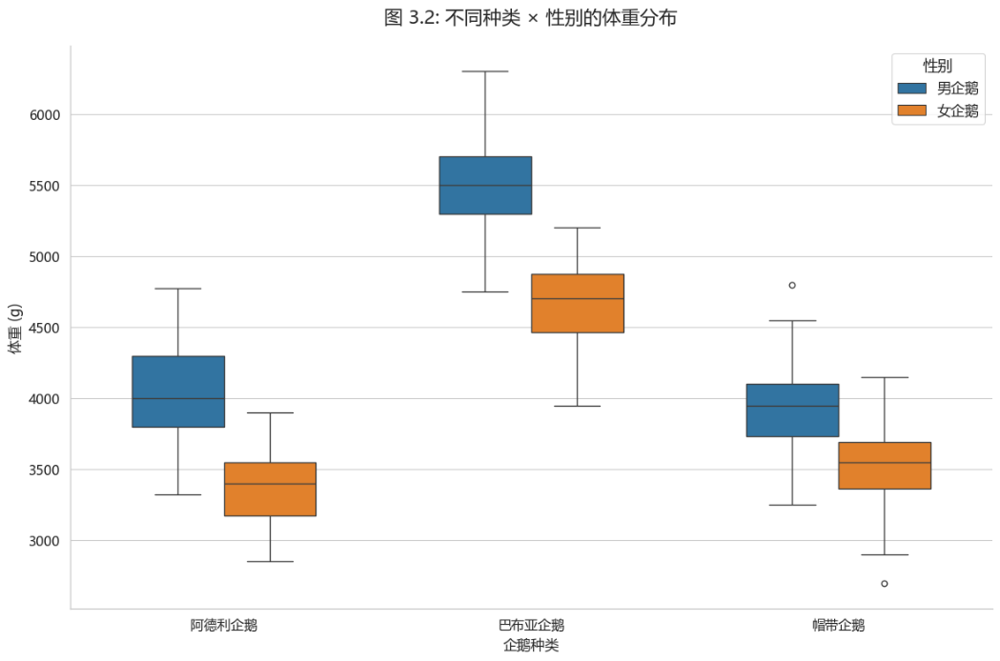 图 3.2: 不同种类 × 性别的体重分布
性别
男企鹅
女企鹅
6000
5500
5000
4500
4000
3500
3000
体重 (g)
阿德利企鹅
巴布亚企鹅
帽带企鹅
企鹅种类